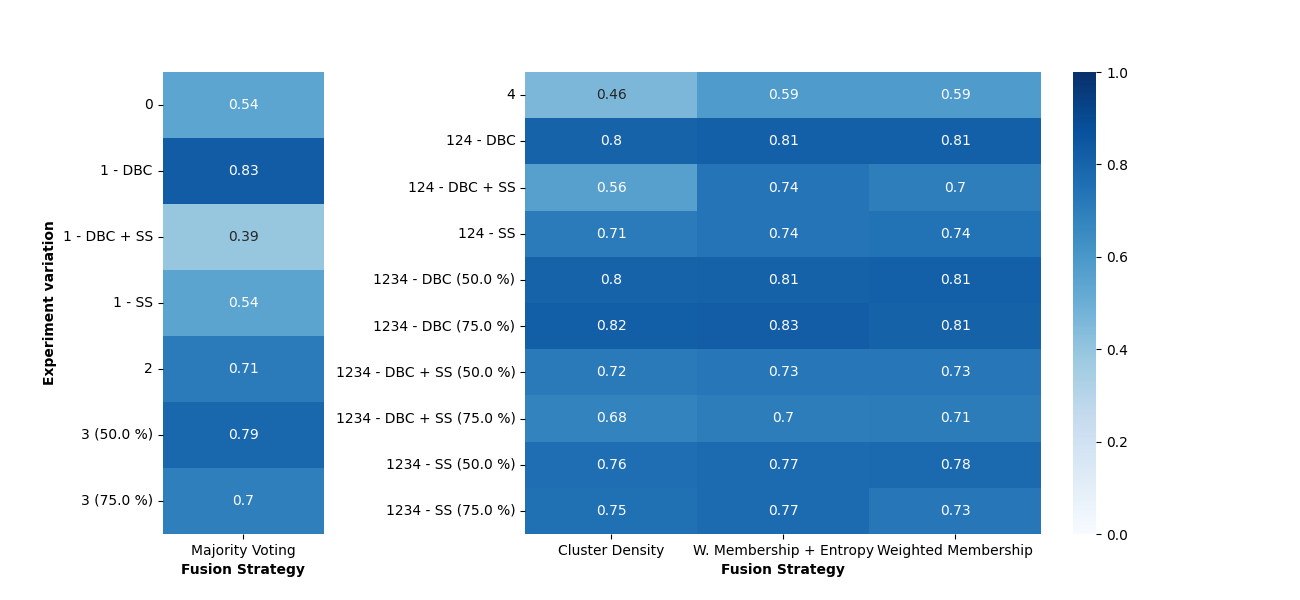 Experiment variation
0 0.54
1 - DBC 0.83
1 - DBC + SS 0.39
1 - SS 0.54
2 0.71
3 (50.0 %) 0.79
3 (75.0 %) 0.7
Majority Voting
Fusion Strategy
4 0.46 0.59 0.59
124 - DBC 0.8 0.81 0.81
124 - DBC + SS 0.56 0.74 0.7
124 - SS 0.71 0.74 0.74
1234 - DBC (50.0 %) 0.8 0.81 0.81
1234 - DBC (75.0 %) 0.82 0.83 0.81
1234 - DBC + SS (50.0 %) 0.72 0.73 0.73
1234 - DBC + SS (75.0 %) 0.68 0.7 0.71
1234 - SS (50.0 %) 0.76 0.77 0.78
1234 - SS (75.0 %) 0.75 0.77 0.73
Cluster Density W. Membership + Entropy Weighted Membership
Fusion Strategy
1.0
0.8
0.6
0.4
0.2
0.0